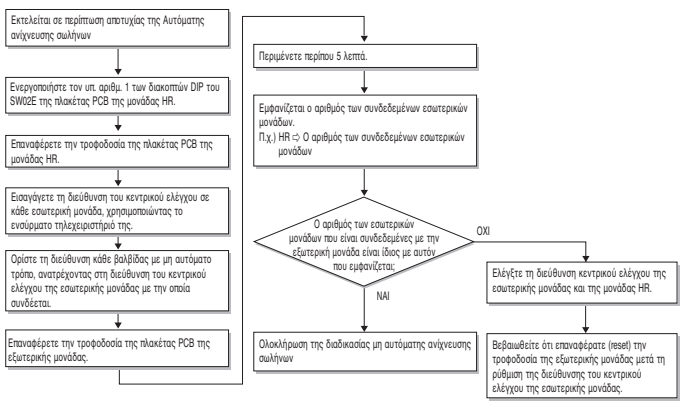 Εκτελείται σε περίπτωση αποτυχίας της Αυτόματης
ανίχνευσης σωλήνων
Ενεργοποιήστε τον υπ. αριθμ. 1 των διακοπτών DIP του
SW02E της πλακέτας PCB της μονάδας HR.
Επαναφέρετε την τροφοδοσία της πλακέτας PCB της
μονάδας HR.
Εισαγάγετε τη διεύθυνση του κεντρικού ελέγχου σε
κάθε εσωτερική μονάδα, χρησιμοποιώντας το
ενσύρματο τηλεχειριστήριό της.
Ορίστε τη διεύθυνση κάθε βαλβίδας με μη αυτόματο
τρόπο, ανατρέχοντας στη διεύθυνση του κεντρικού
ελέγχου της εσωτερικής μονάδας με την οποία
συνδέεται.
Επαναφέρετε την τροφοδοσία της πλακέτας PCB της
εξωτερικής μονάδας.
Περιμένετε περίπου 5 λεπτά.
Εμφανίζεται ο αριθμός των συνδεδεμένων εσωτερικών
μονάδων.
Π.χ.) HR ⇨ Ο αριθμός των συνδεδεμένων εσωτερικών
μονάδων
Ο αριθμός των εσωτερικών
μονάδων που είναι συνδεδεμένες με την
εξωτερική μονάδα είναι ίδιος με αυτόν
που εμφανίζεται;
ΟΧΙ
ΝΑΙ
Ολοκλήρωση της διαδικασίας μη αυτόματης ανίχνευσης
σωλήνων
Ελέγξτε τη διεύθυνση κεντρικού ελέγχου της
εσωτερικής μονάδας και της μονάδας HR.
Βεβαιωθείτε ότι επαναφέρατε (reset) την
τροφοδοσία της εξωτερικής μονάδας μετά τη
ρύθμιση της διεύθυνσης του κεντρικού
ελέγχου της εσωτερικής μονάδας.